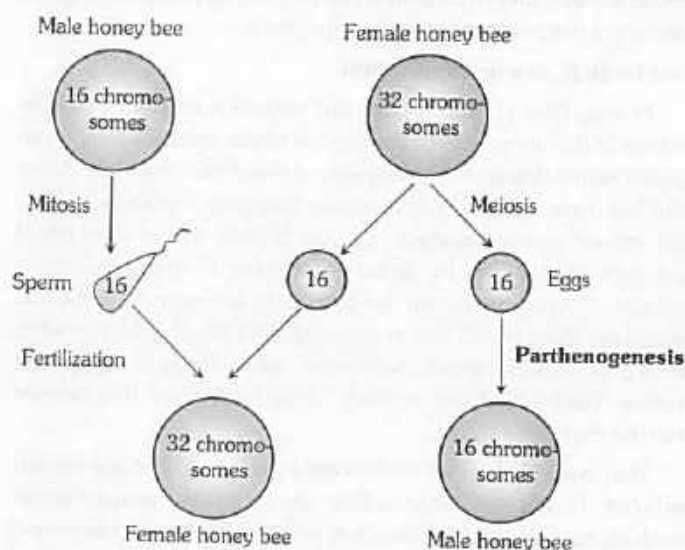 Male honey bee
Female honey bee
16 chromo-
somes
32 chromo-
somes
Mitosis
Meiosis
Sperm
16
16
16
Eggs
Fertilization
Parthenogenesis
32 chromo-
somes
16 chromo-
somes
Female honey bee
Male honey bee